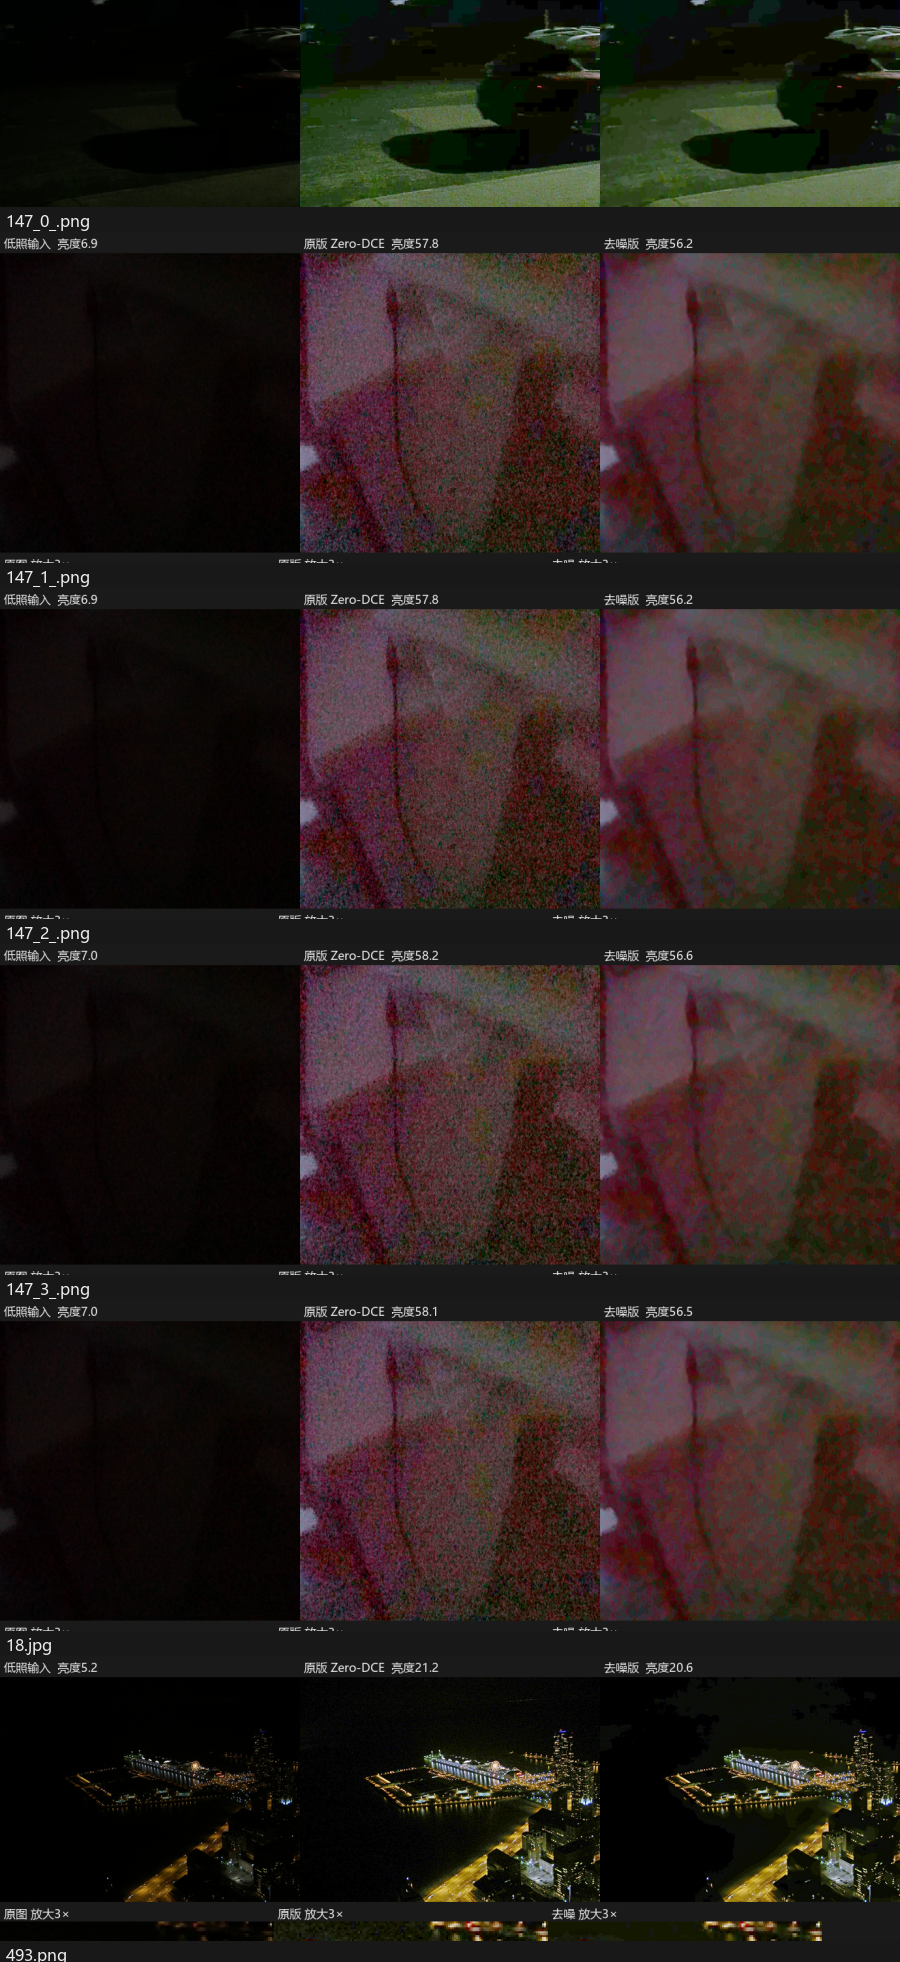 147_0_.png
低照输入 亮度6.9 原版 Zero-DCE 亮度57.8 去噪版 亮度56.2
147_1_.png
低照输入 亮度6.9 原版 Zero-DCE 亮度57.8 去噪版 亮度56.2
147_2_.png
低照输入 亮度7.0 原版 Zero-DCE 亮度58.2 去噪版 亮度56.6
147_3_.png
低照输入 亮度7.0 原版 Zero-DCE 亮度58.1 去噪版 亮度56.5
18.jpg
低照输入 亮度5.2 原版 Zero-DCE 亮度21.2 去噪版 亮度20.6
原图 放大3× 原版 放大3× 去噪 放大3×
493.png